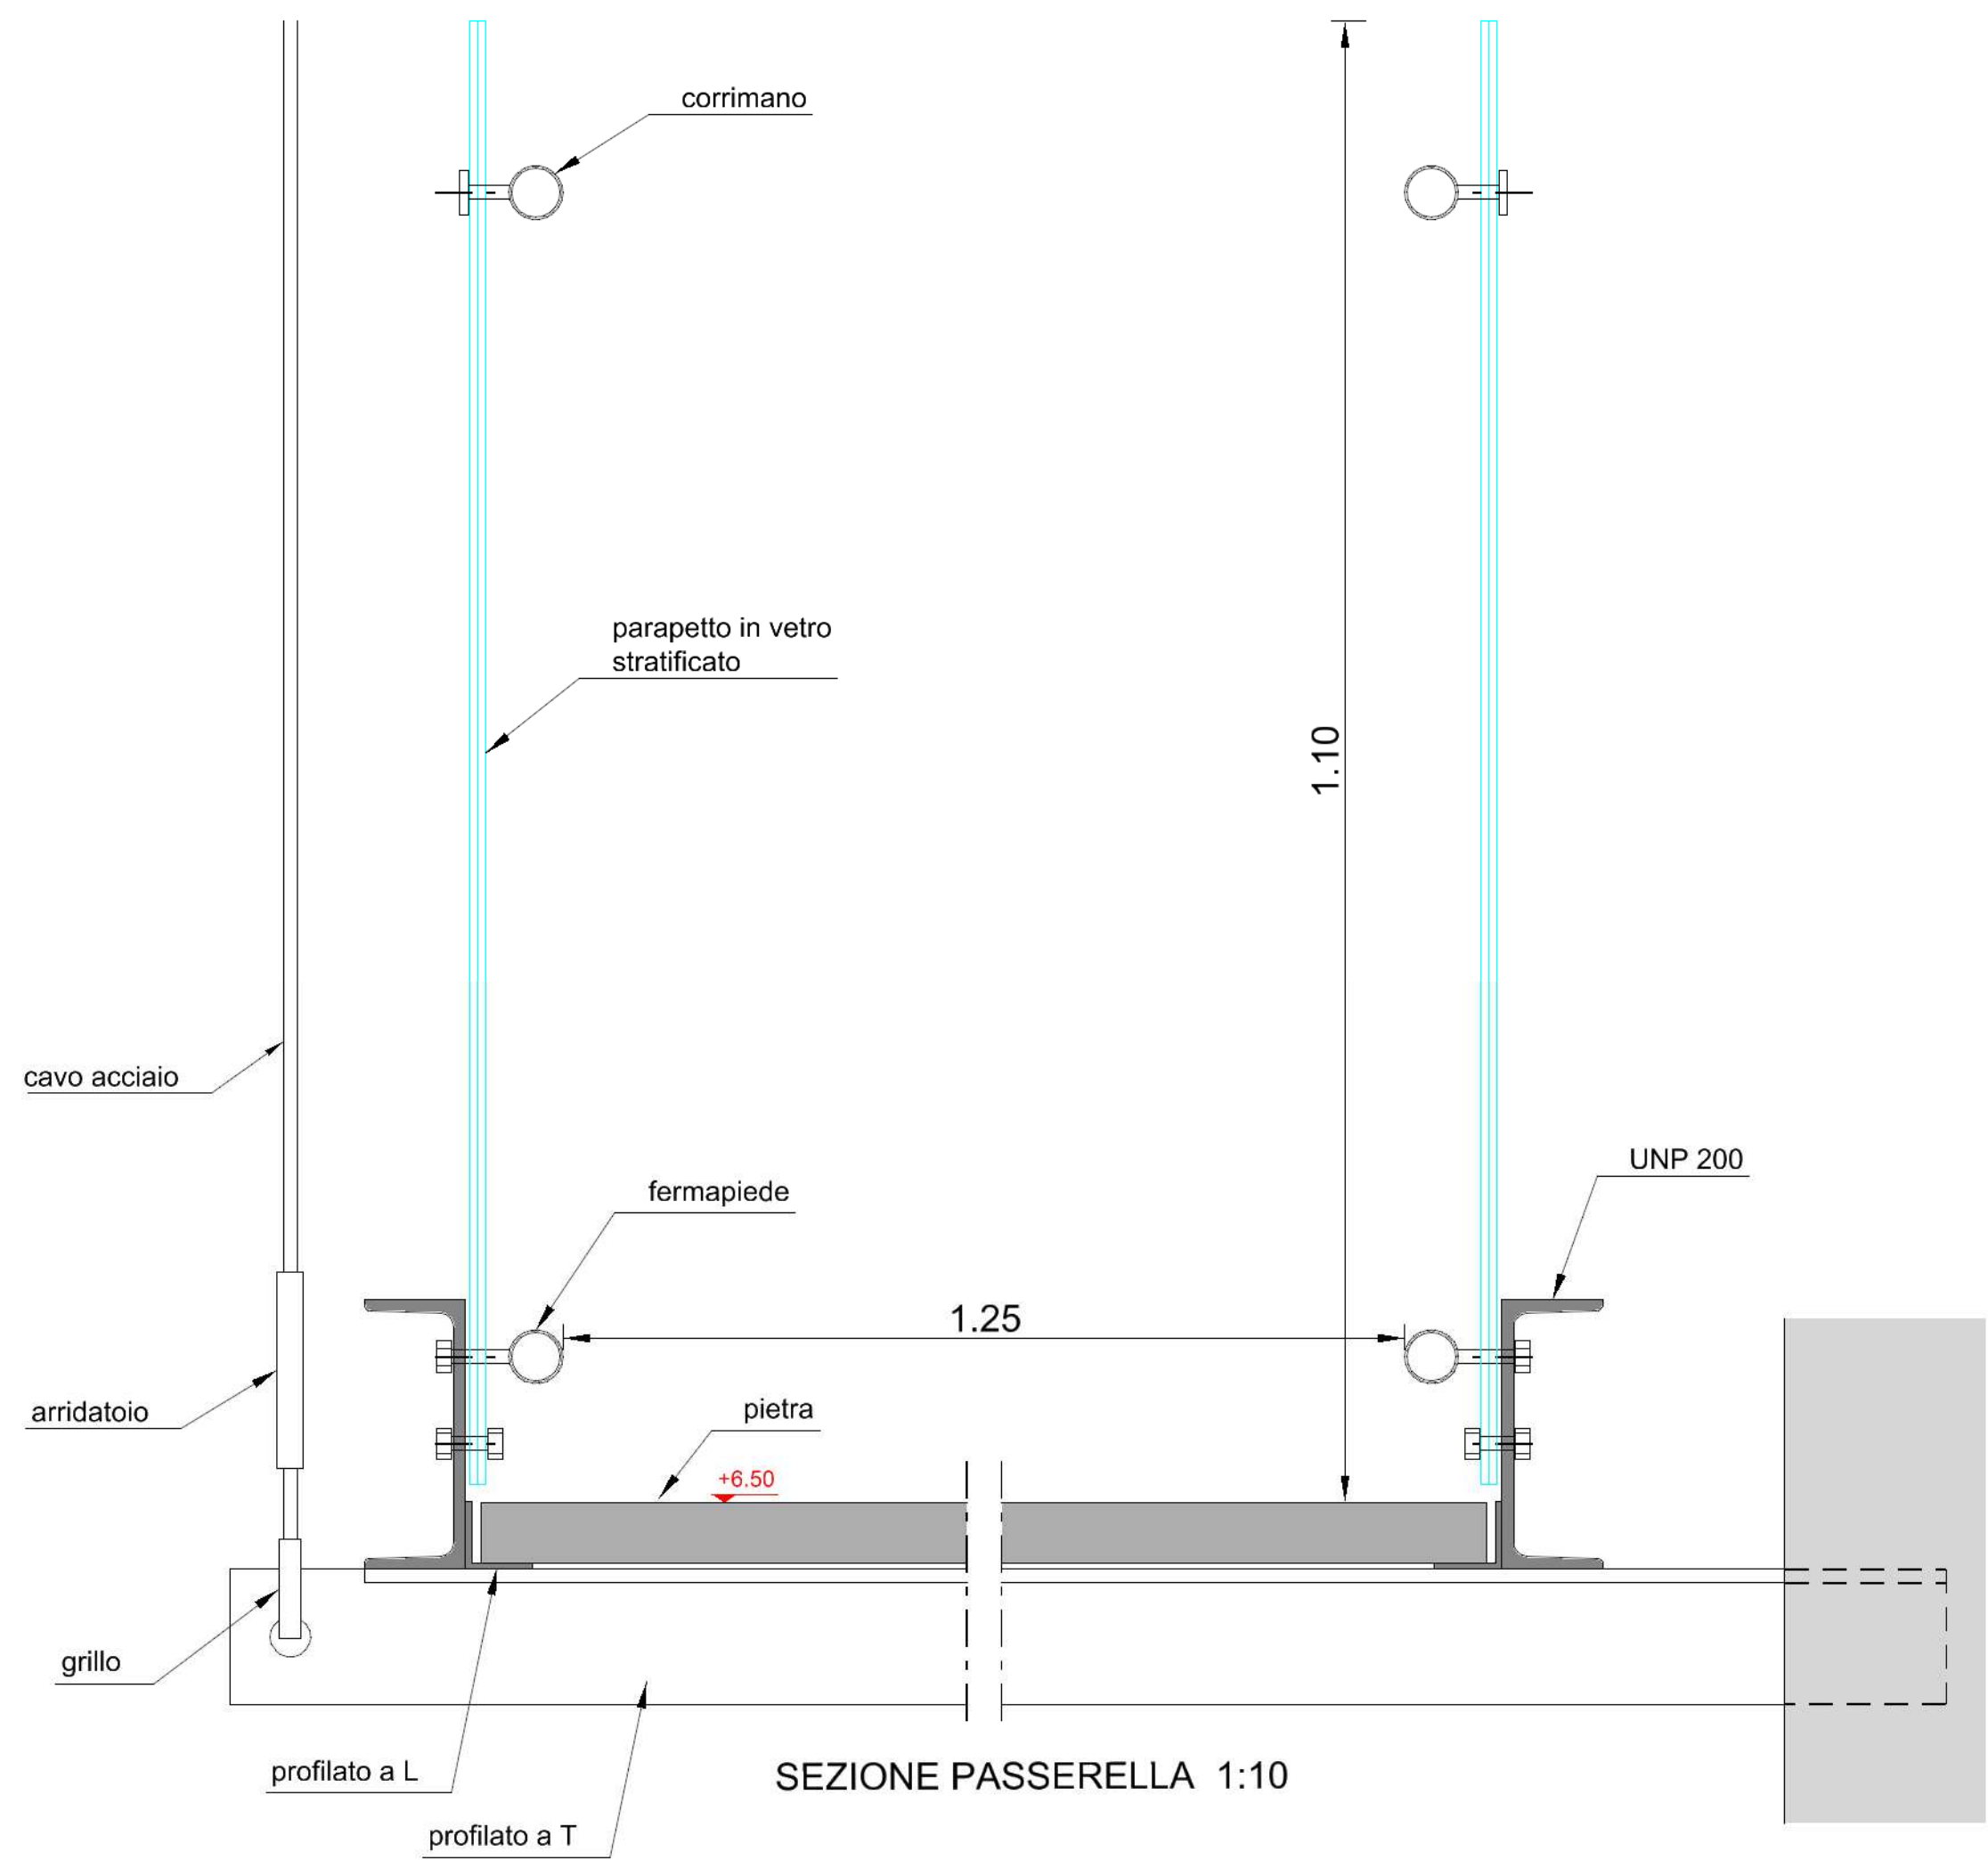 corrimano
parapetto in vetro
stratificato
1.10
cavo acciaio
UNP 200
fermapiede
1.25
arridatoio
pietra
+6.50
grillo
profilato a L
SEZIONE PASSERELLA 1:10
profilato a T